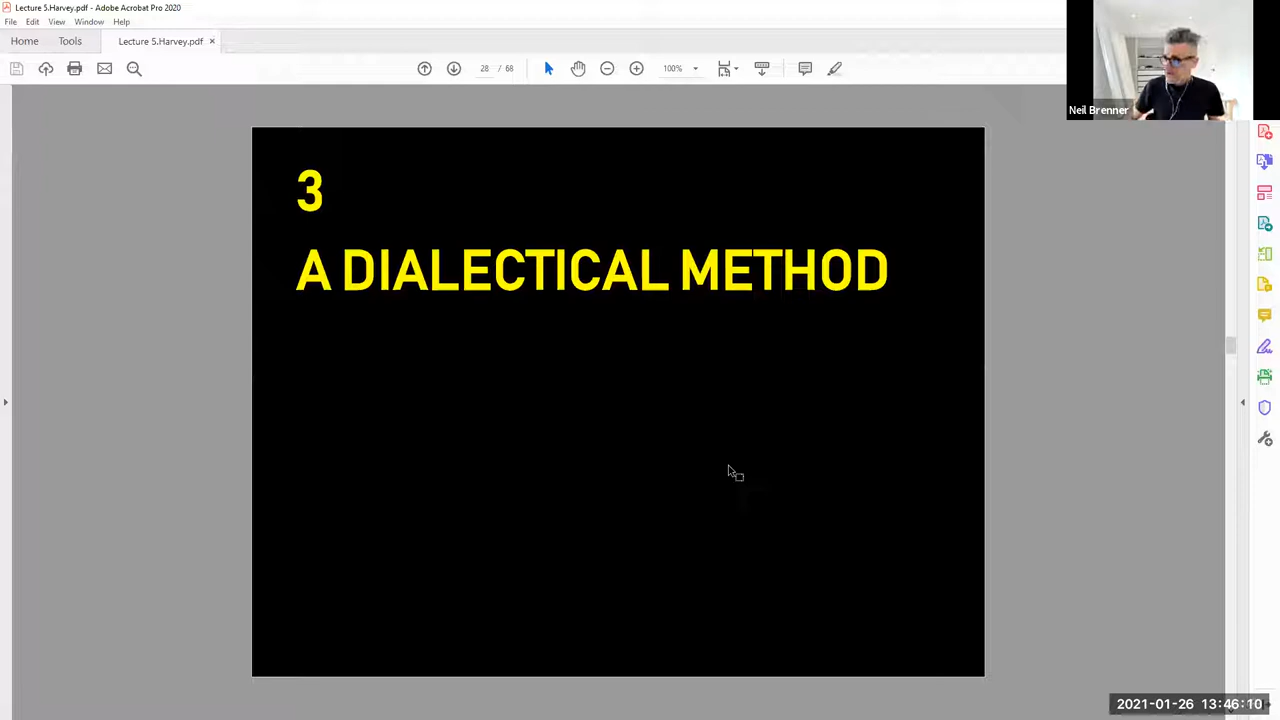 Lecture 5.Harvey.pdf - Adobe Acrobat Pro 2020
File Edit View Window Help
Home Tools Lecture 5.Harvey.pdf ×
28 / 68 100%
Neil Brenner
3
A DIALECTICAL METHOD
2021-01-26 13:46:10